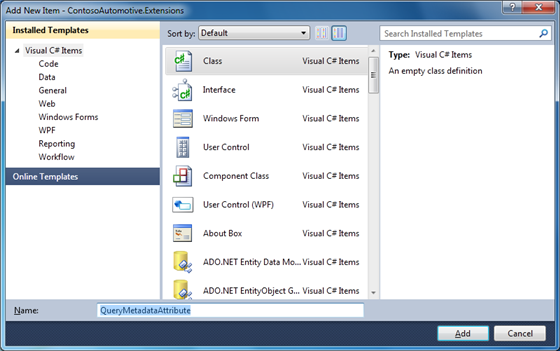 Add New Item - ContosoAutomotive.Extensions
Installed Templates
Visual C# Items
Code
Data
General
Web
Windows Forms
WPF
Reporting
Workflow
Online Templates
Sort by: Default
Class Visual C# Items
Interface Visual C# Items
Windows Form Visual C# Items
User Control Visual C# Items
Component Class Visual C# Items
User Control (WPF) Visual C# Items
About Box Visual C# Items
ADO.NET Entity Data Mo... Visual C# Items
ADO.NET EntityObject G... Visual C# Items
Search Installed Templates
Type: Visual C# Items
An empty class definition
Name: QueryMetadataAttribute
Add Cancel